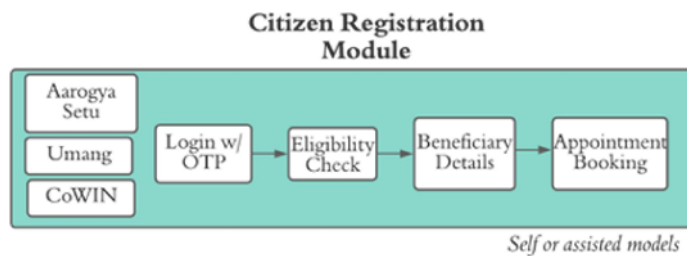 Citizen Registration
Module
Aarogya
Setu
Umang
CoWIN
Login w/
OTP
Eligibility
Check
Beneficiary
Details
Appointment
Booking
Self or assisted models